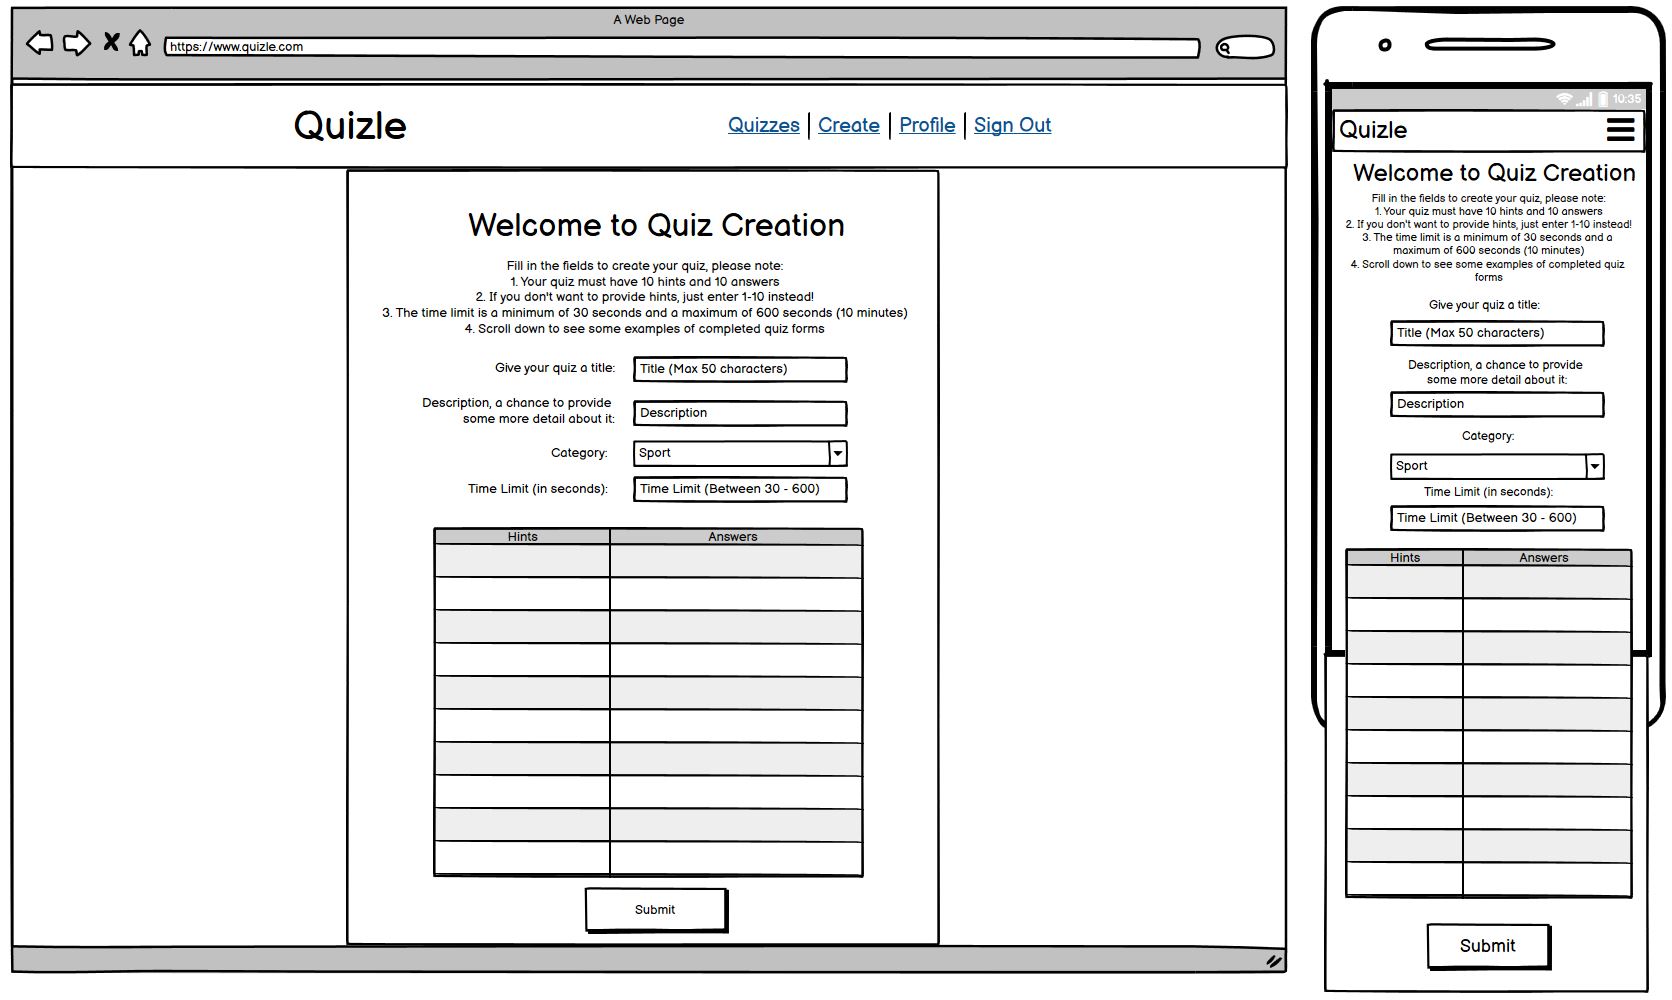 A Web Page
https://www.quizle.com
Quizle
Quizzes | Create | Profile | Sign Out
Welcome to Quiz Creation
Fill in the fields to create your quiz, please note:
1. Your quiz must have 10 hints and 10 answers
2. If you don't want to provide hints, just enter 1-10 instead!
3. The time limit is a minimum of 30 seconds and a maximum of 600 seconds (10 minutes)
4. Scroll down to see some examples of completed quiz forms
Give your quiz a title: Title (Max 50 characters)
Description, a chance to provide
some more detail about it: Description
Category: Sport
Time Limit (in seconds): Time Limit (Between 30 - 600)
Hints Answers
Submit
10:35
Quizle
Welcome to Quiz Creation
Fill in the fields to create your quiz, please note:
1. Your quiz must have 10 hints and 10 answers
2. If you don't want to provide hints, just enter 1-10 instead!
3. The time limit is a minimum of 30 seconds and a
maximum of 600 seconds (10 minutes)
4. Scroll down to see some examples of completed quiz
forms
Give your quiz a title:
Title (Max 50 characters)
Description, a chance to provide
some more detail about it:
Description
Category:
Sport
Time Limit (in seconds):
Time Limit (Between 30 - 600)
Hints Answers
Submit